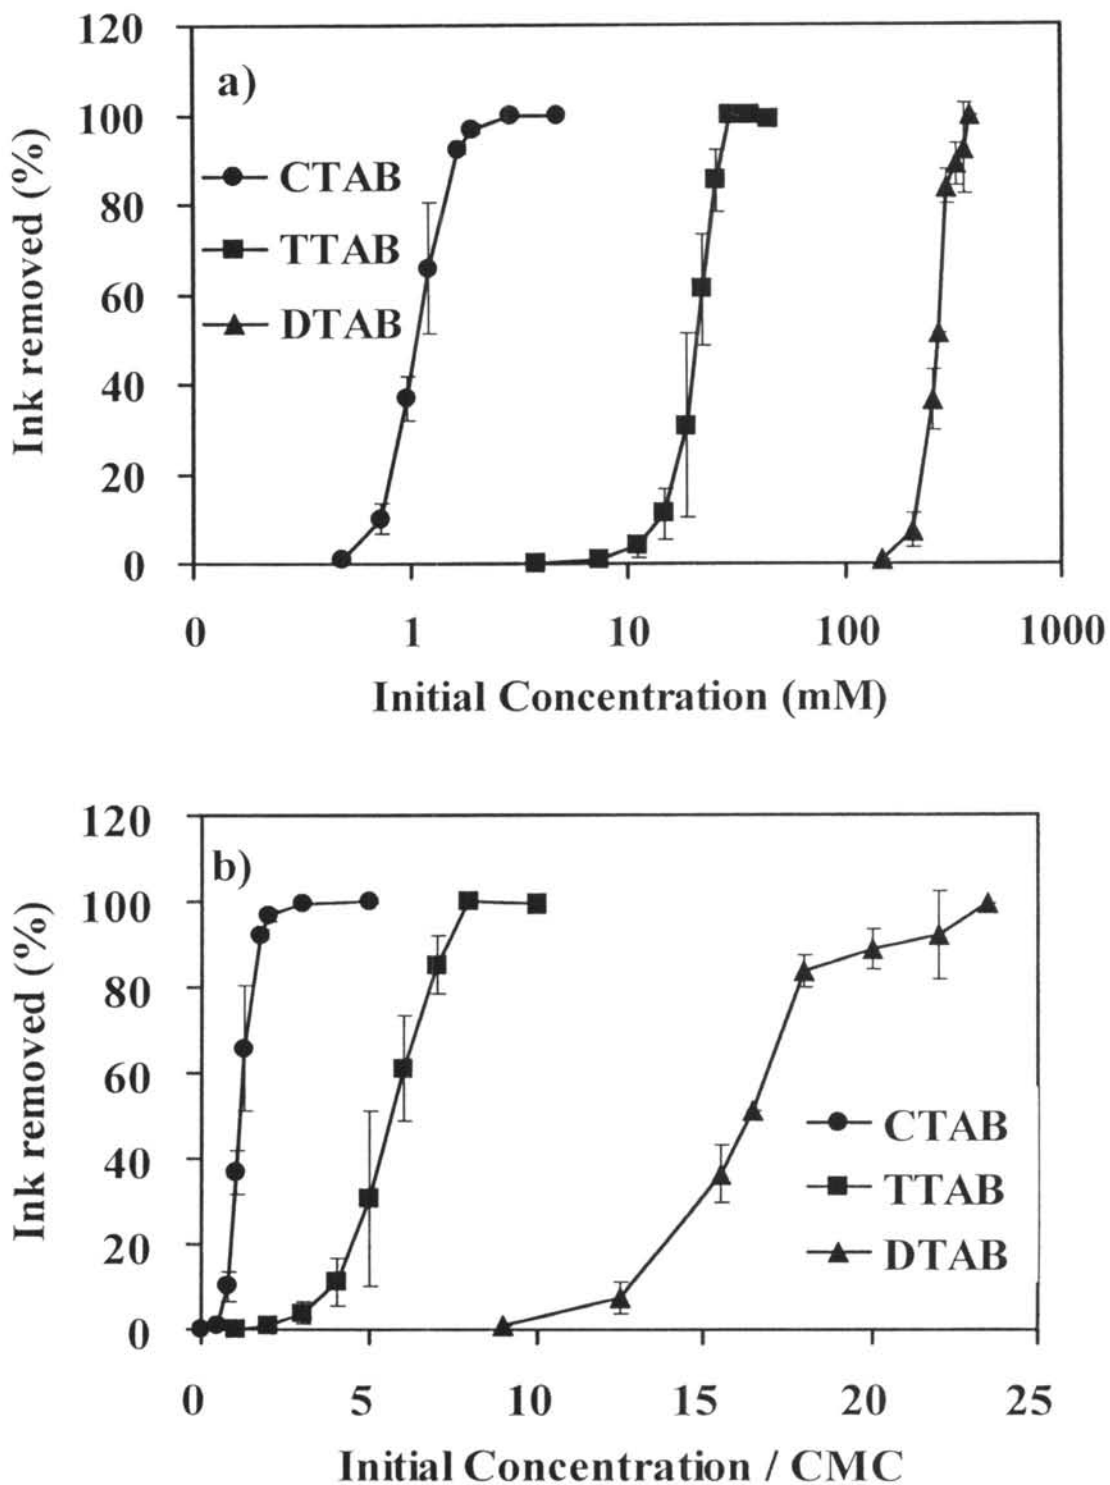 120
a)
100
CTAB
80
TTAB
60
DTAB
40
20
0
Ink removed (%)
0 1 10 100 1000
Initial Concentration (mM)
120
b)
100
80
60
40
20
0
Ink removed (%)
CTAB
TTAB
DTAB
0 5 10 15 20 25
Initial Concentration / CMC